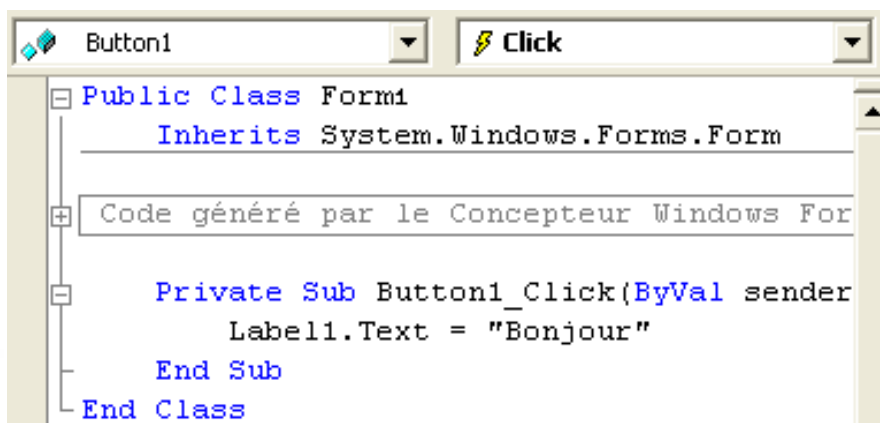 Button1 Click
Public Class Form1
Inherits System.Windows.Forms.Form
Code généré par le Concepteur Windows For
Private Sub Button1_Click(ByVal sender
Label1.Text = "Bonjour"
End Sub
End Class